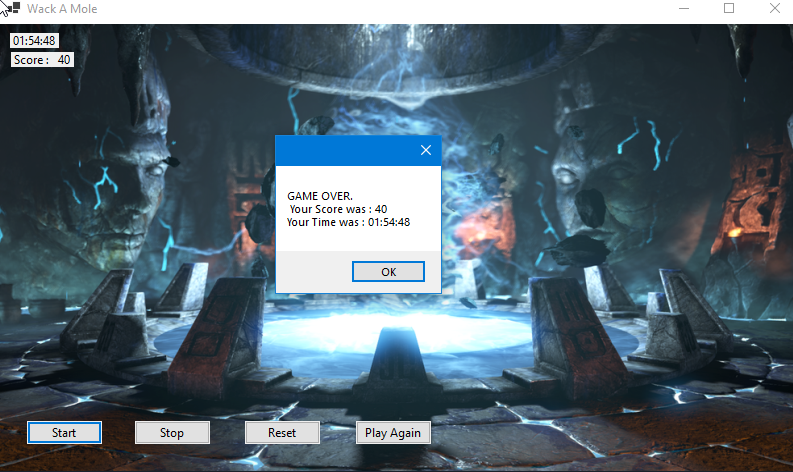 Wack A Mole
01:54:48
Score : 40
GAME OVER.
Your Score was : 40
Your Time was : 01:54:48
OK
Start Stop Reset Play Again